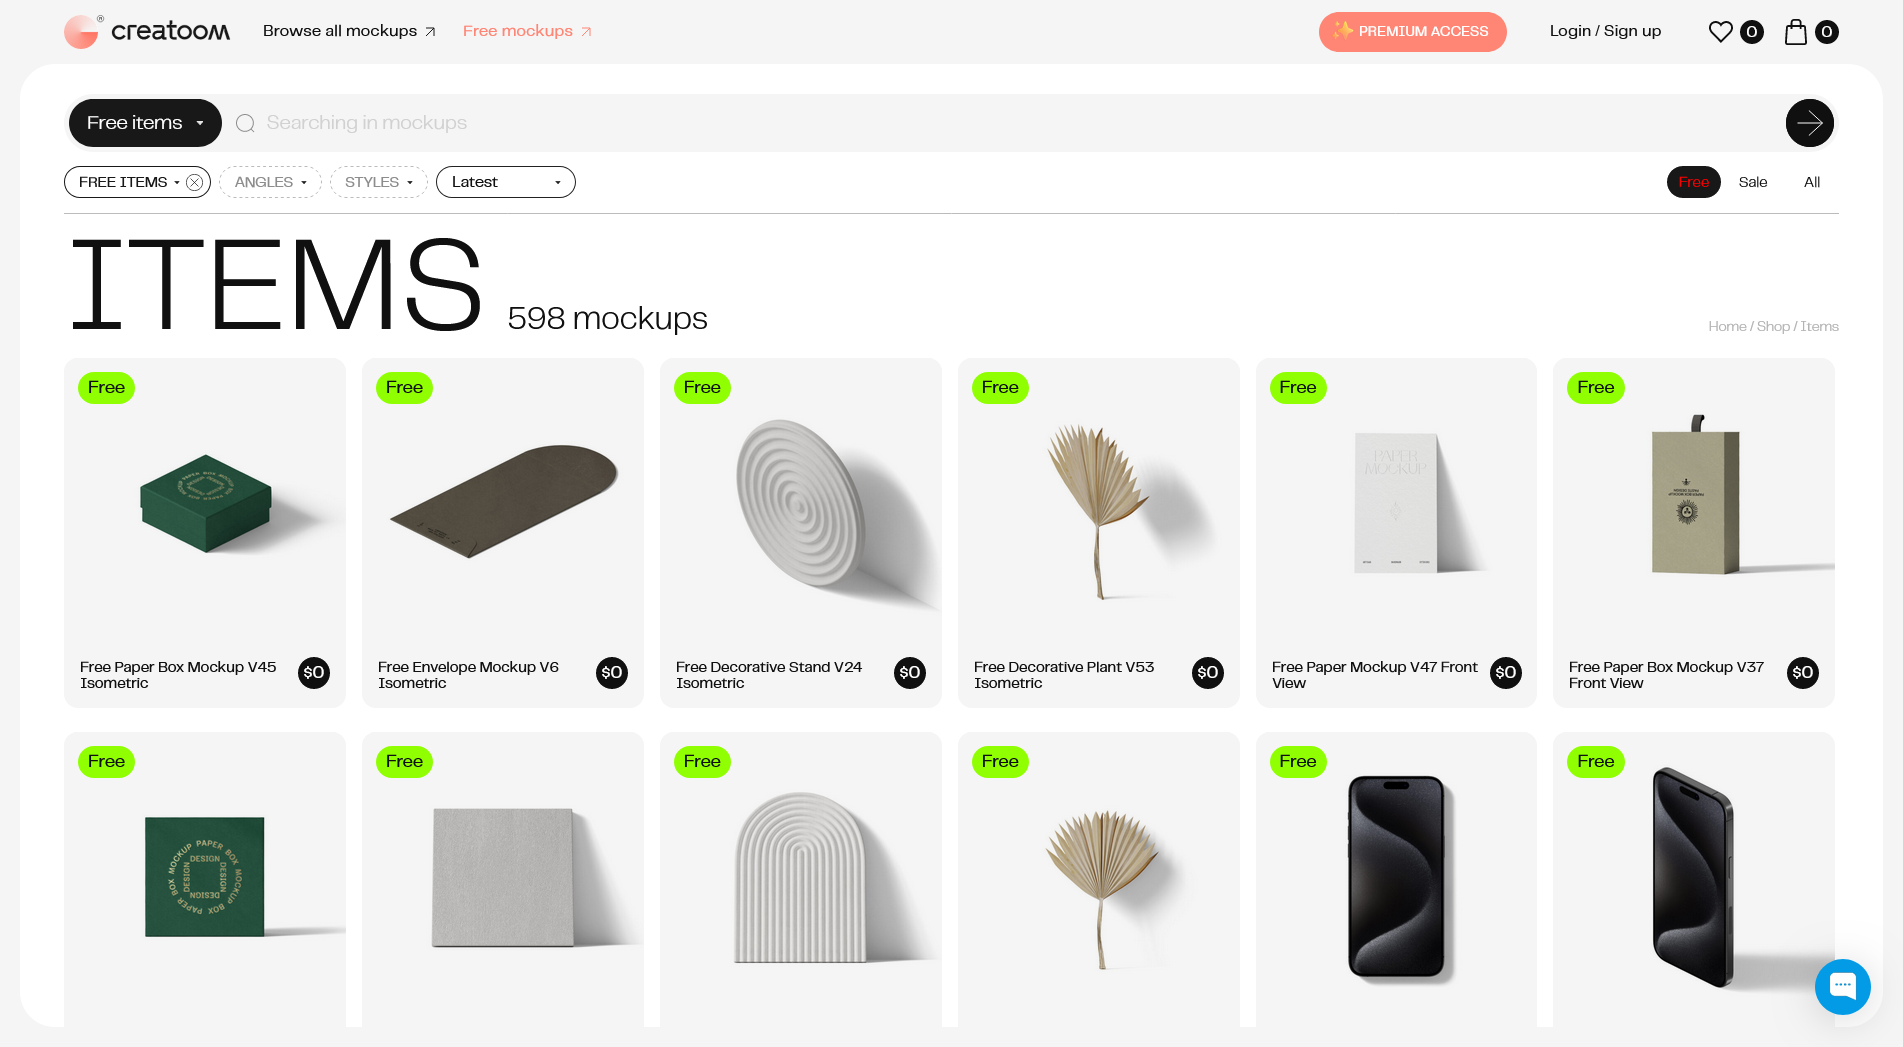 creatoom®
Browse all mockups
Free mockups
PREMIUM ACCESS
Login / Sign up
0
0
Free items
Searching in mockups
FREE ITEMS
ANGLES
STYLES
Latest
Free
Sale
All
ITEMS
598 mockups
Home / Shop / Items
Free
Free
Free
Free
Free
Free
PAPER
MOCKUP
Free Paper Box Mockup V45
Isometric
$0
Free Envelope Mockup V6
Isometric
$0
Free Decorative Stand V24
Isometric
$0
Free Decorative Plant V53
Isometric
$0
Free Paper Mockup V47 Front
View
$0
Free Paper Box Mockup V37
Front View
$0
Free
Free
Free
Free
Free
Free
MOCKUP PAPER BOX MOCKUP BOX PAPER BOX
DESIGN
DESIGN
DESIGN
DESIGN